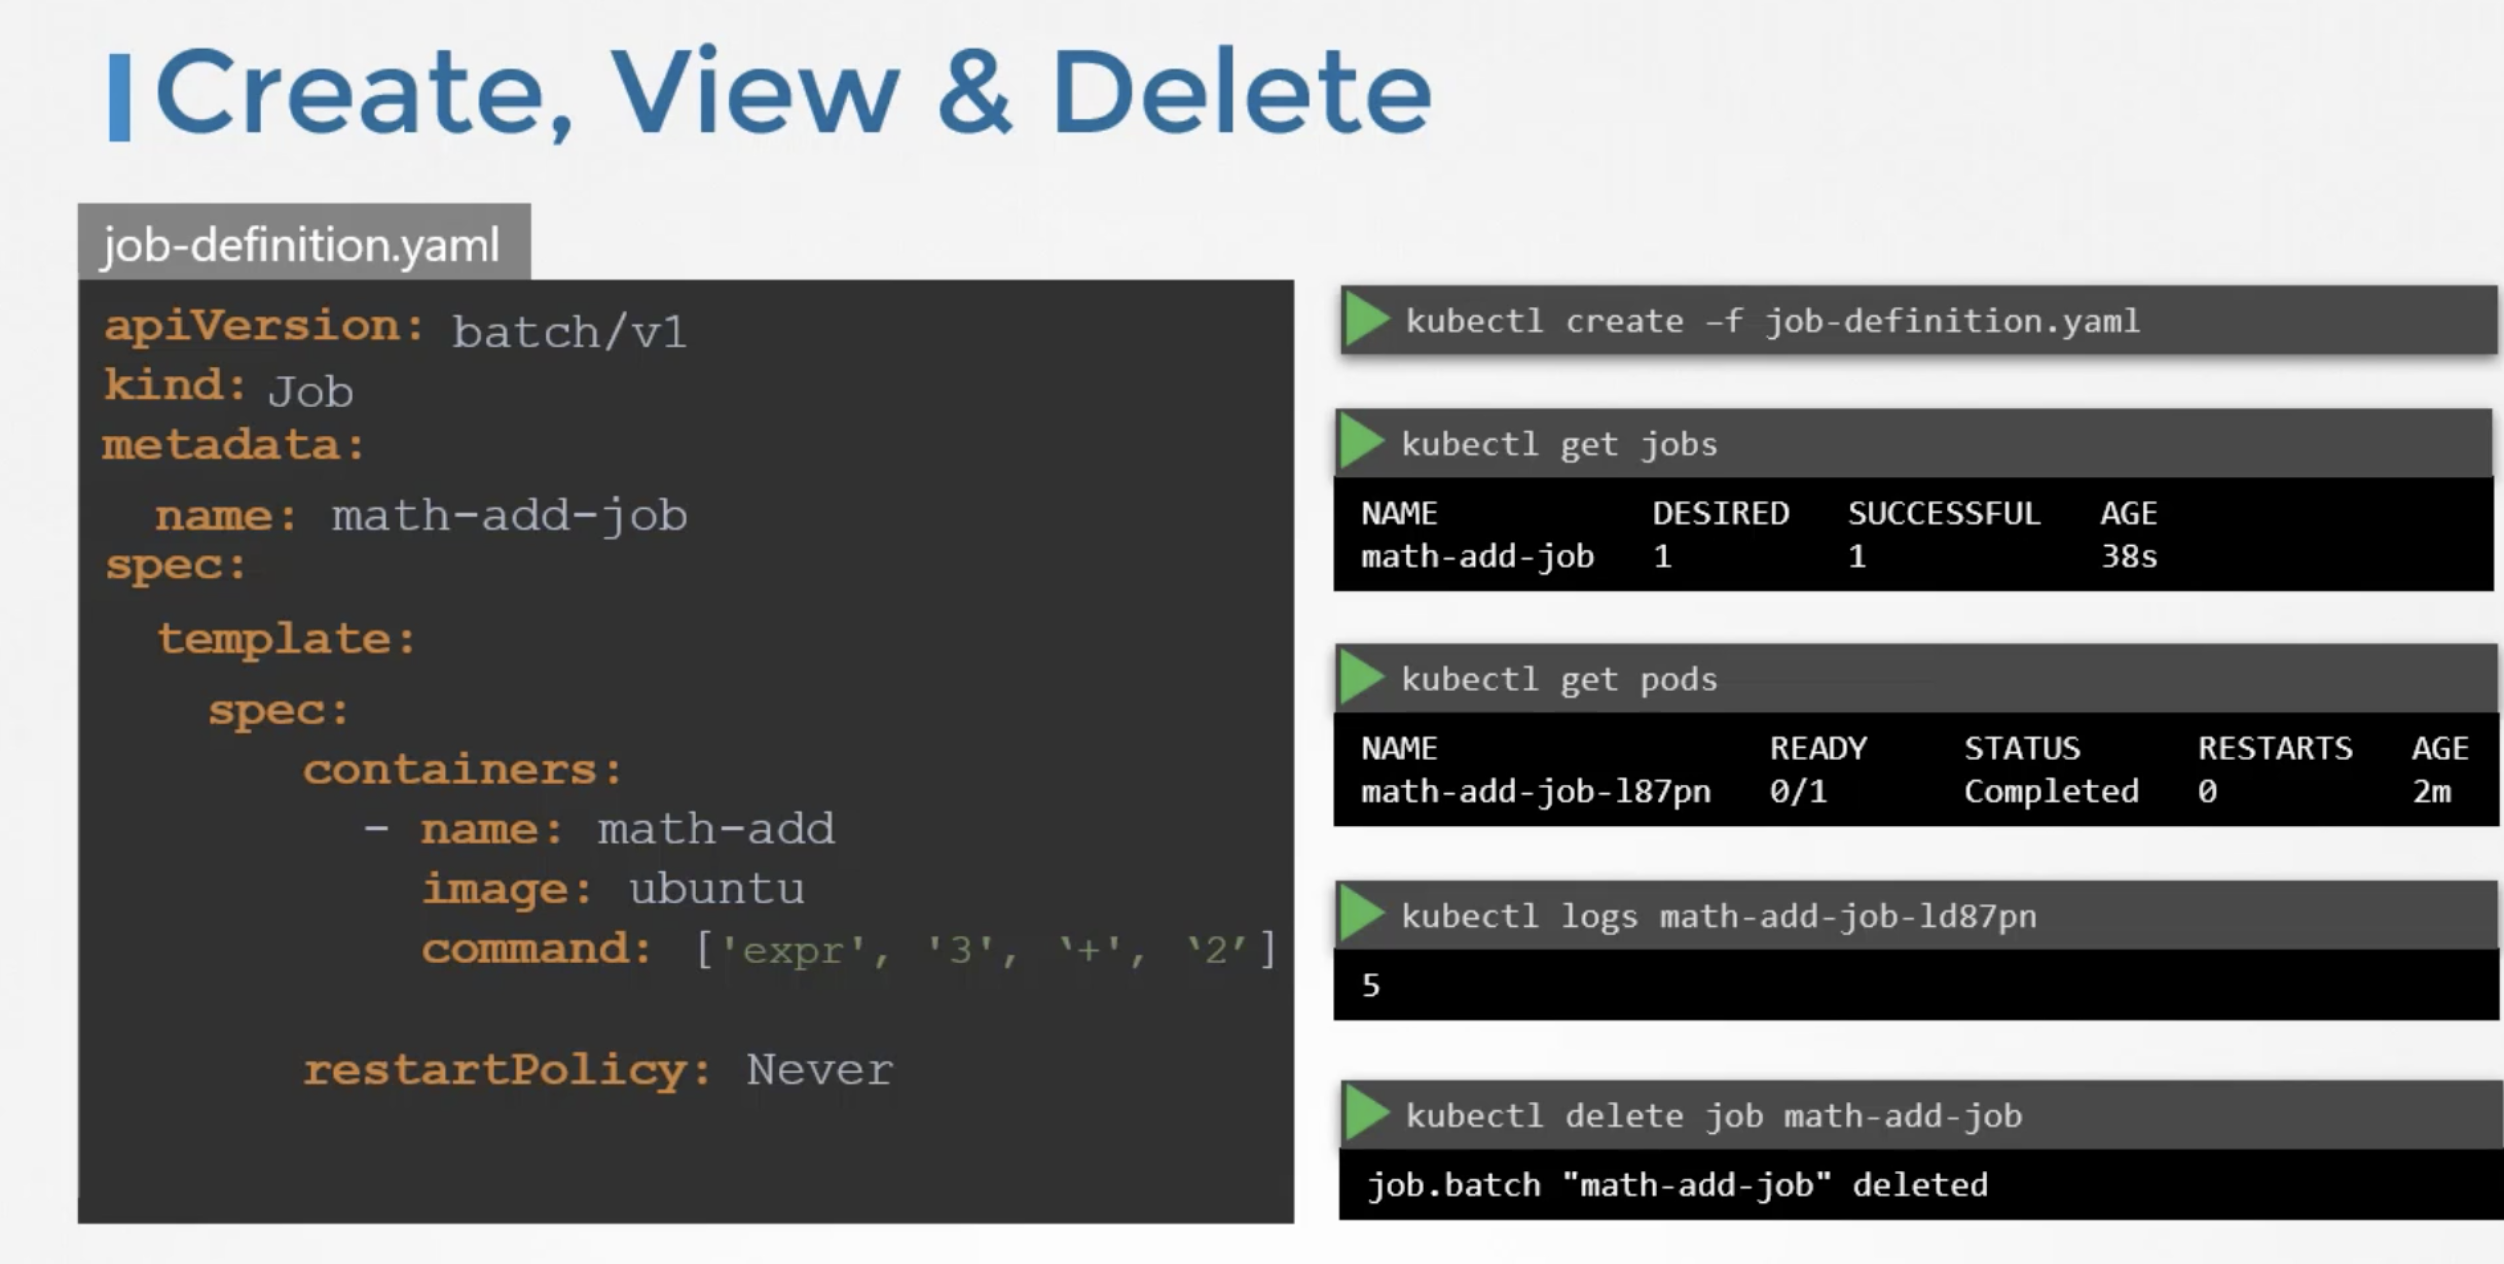 Create, View & Delete
job-definition.yaml
apiVersion: batch/v1
kind: Job
metadata:
name: math-add-job
spec:
template:
spec:
containers:
- name: math-add
image: ubuntu
command: ['expr', '3', ‘+', ‘2’]
restartPolicy: Never
kubectl create –f job-definition.yaml
kubectl get jobs
NAME DESIRED SUCCESSFUL AGE
math-add-job 1 1 38s
kubectl get pods
NAME READY STATUS RESTARTS AGE
math-add-job-l87pn 0/1 Completed 0 2m
kubectl logs math-add-job-ld87pn
5
kubectl delete job math-add-job
job.batch "math-add-job" deleted